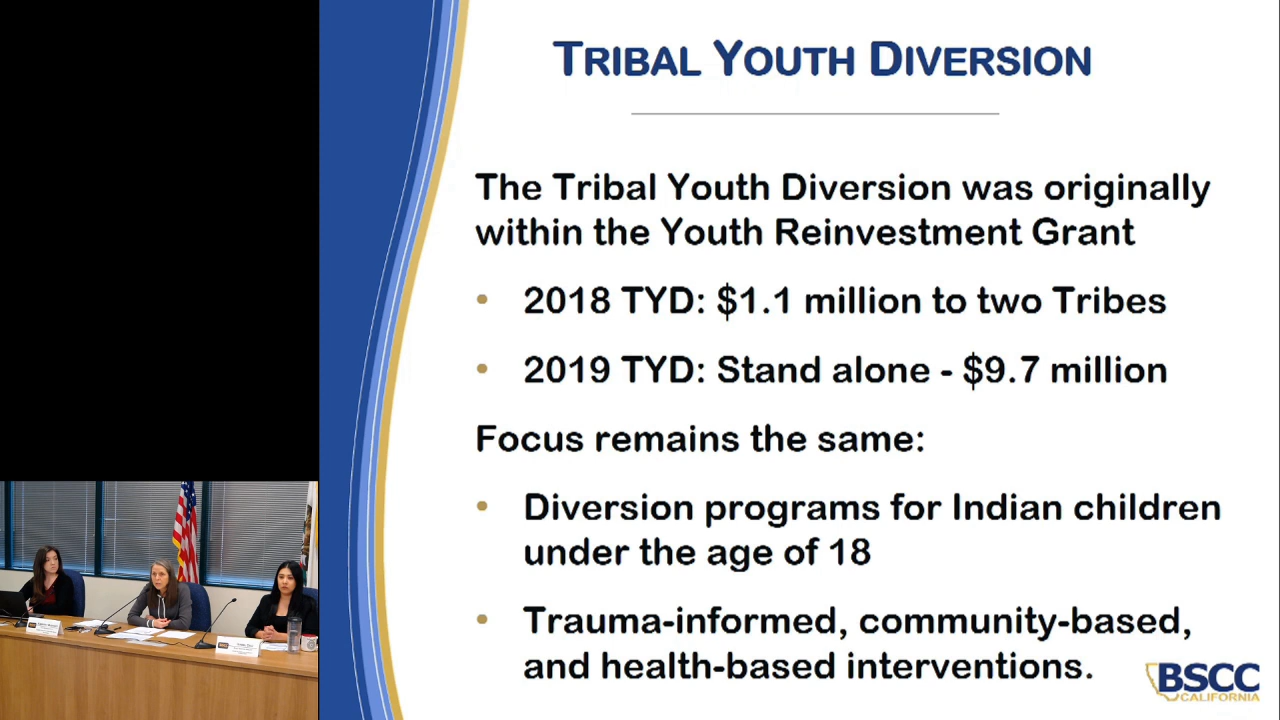 TRIBAL YOUTH DIVERSION
The Tribal Youth Diversion was originally
within the Youth Reinvestment Grant
• 2018 TYD: $1.1 million to two Tribes
• 2019 TYD: Stand alone - $9.7 million
Focus remains the same:
• Diversion programs for Indian children
under the age of 18
• Trauma-informed, community-based,
and health-based interventions.
BSCC
CALIFORNIA